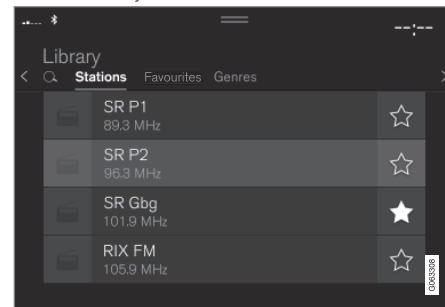 --:--
Library
Stations Favourites Genres
SR P1
89.3 MHz
SR P2
96.3 MHz
SR Gbg
101.9 MHz
RIX FM
105.9 MHz
G063308